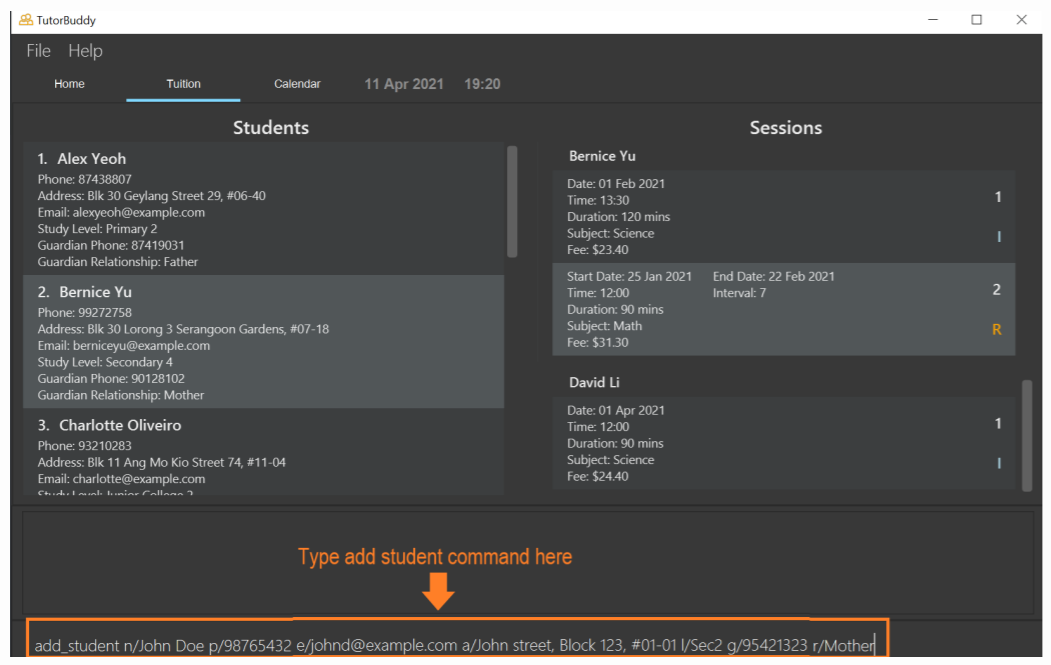 TutorBuddy
File Help
Home Tuition Calendar 11 Apr 2021 19:20
Students
1. Alex Yeoh
Phone: 87438807
Address: Blk 30 Geylang Street 29, #06-40
Email: alexyeoh@example.com
Study Level: Primary 2
Guardian Phone: 87419031
Guardian Relationship: Father
2. Bernice Yu
Phone: 99272758
Address: Blk 30 Lorong 3 Serangoon Gardens, #07-18
Email: berniceyu@example.com
Study Level: Secondary 4
Guardian Phone: 90128102
Guardian Relationship: Mother
3. Charlotte Oliveiro
Phone: 93210283
Address: Blk 11 Ang Mo Kio Street 74, #11-04
Email: charlotte@example.com
Study Level: Junior College 2
Sessions
Bernice Yu
Date: 01 Feb 2021
Time: 13:30
1
Duration: 120 mins
Subject: Science
I
Fee: $23.40
Start Date: 25 Jan 2021 End Date: 22 Feb 2021
Time: 12:00 Interval: 7
2
Duration: 90 mins
Subject: Math
R
Fee: $31.30
David Li
Date: 01 Apr 2021
Time: 12:00
1
Duration: 90 mins
Subject: Science
I
Fee: $24.40
Type add student command here
add_student n/John Doe p/98765432 e/johnd@example.com a/John street, Block 123, #01-01 l/Sec2 g/95421323 r/Mother